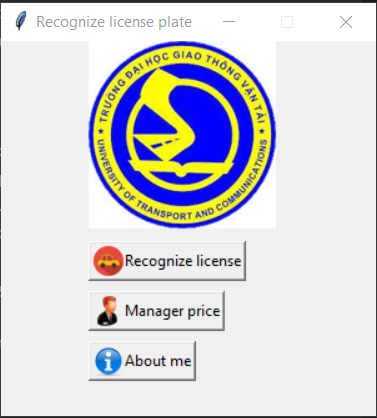 Recognize license plate
TRƯỜNG ĐẠI HỌC GIAO THÔNG VẬN TẢI
UNIVERSITY OF TRANSPORT AND COMMUNICATIONS
Recognize license
Manager price
About me